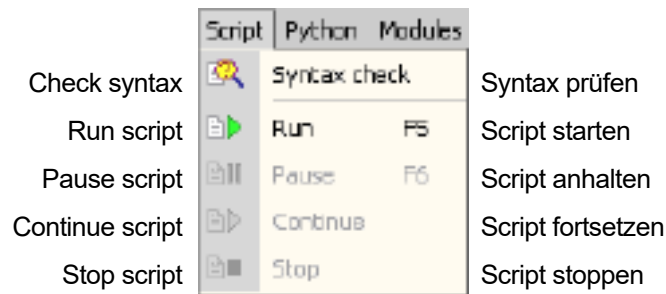 Script Python Modules
Check syntax Syntax check Syntax prüfen
Run script Run F5 Script starten
Pause script Pause F6 Script anhalten
Continue script Continue Script fortsetzen
Stop script Stop Script stoppen